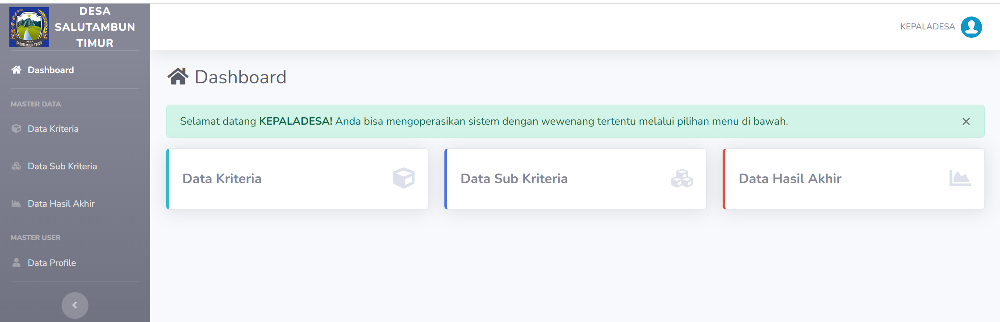 DESA
SALUTAMBUN
TIMUR
DESA
SALUTAMBUN TIMUR
KEPALADESA
Dashboard
MASTER DATA
Data Kriteria
Data Sub Kriteria
Data Hasil Akhir
MASTER USER
Data Profile
Dashboard
Selamat datang KEPALADESA! Anda bisa mengoperasikan sistem dengan wewenang tertentu melalui pilihan menu di bawah.
Data Kriteria
Data Sub Kriteria
Data Hasil Akhir